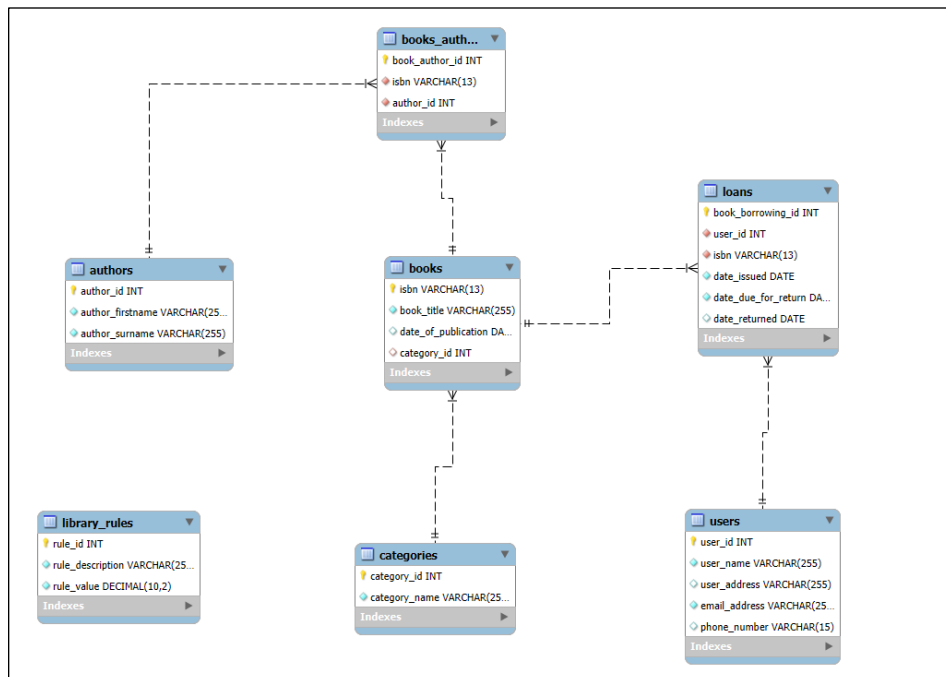 books_auth...
book_author_id INT
isbn VARCHAR(13)
author_id INT
Indexes
loans
book_borrowing_id INT
user_id INT
isbn VARCHAR(13)
date_issued DATE
date_due_for_return DA...
date_returned DATE
Indexes
authors
author_id INT
author_firstname VARCHAR(25...
author_surname VARCHAR(255)
Indexes
books
isbn VARCHAR(13)
book_title VARCHAR(255)
date_of_publication DA...
category_id INT
Indexes
library_rules
rule_id INT
rule_description VARCHAR(25...
rule_value DECIMAL(10,2)
Indexes
categories
category_id INT
category_name VARCHAR(25...
Indexes
users
user_id INT
user_name VARCHAR(255)
user_address VARCHAR(255)
email_address VARCHAR(25...
phone_number VARCHAR(15)
Indexes